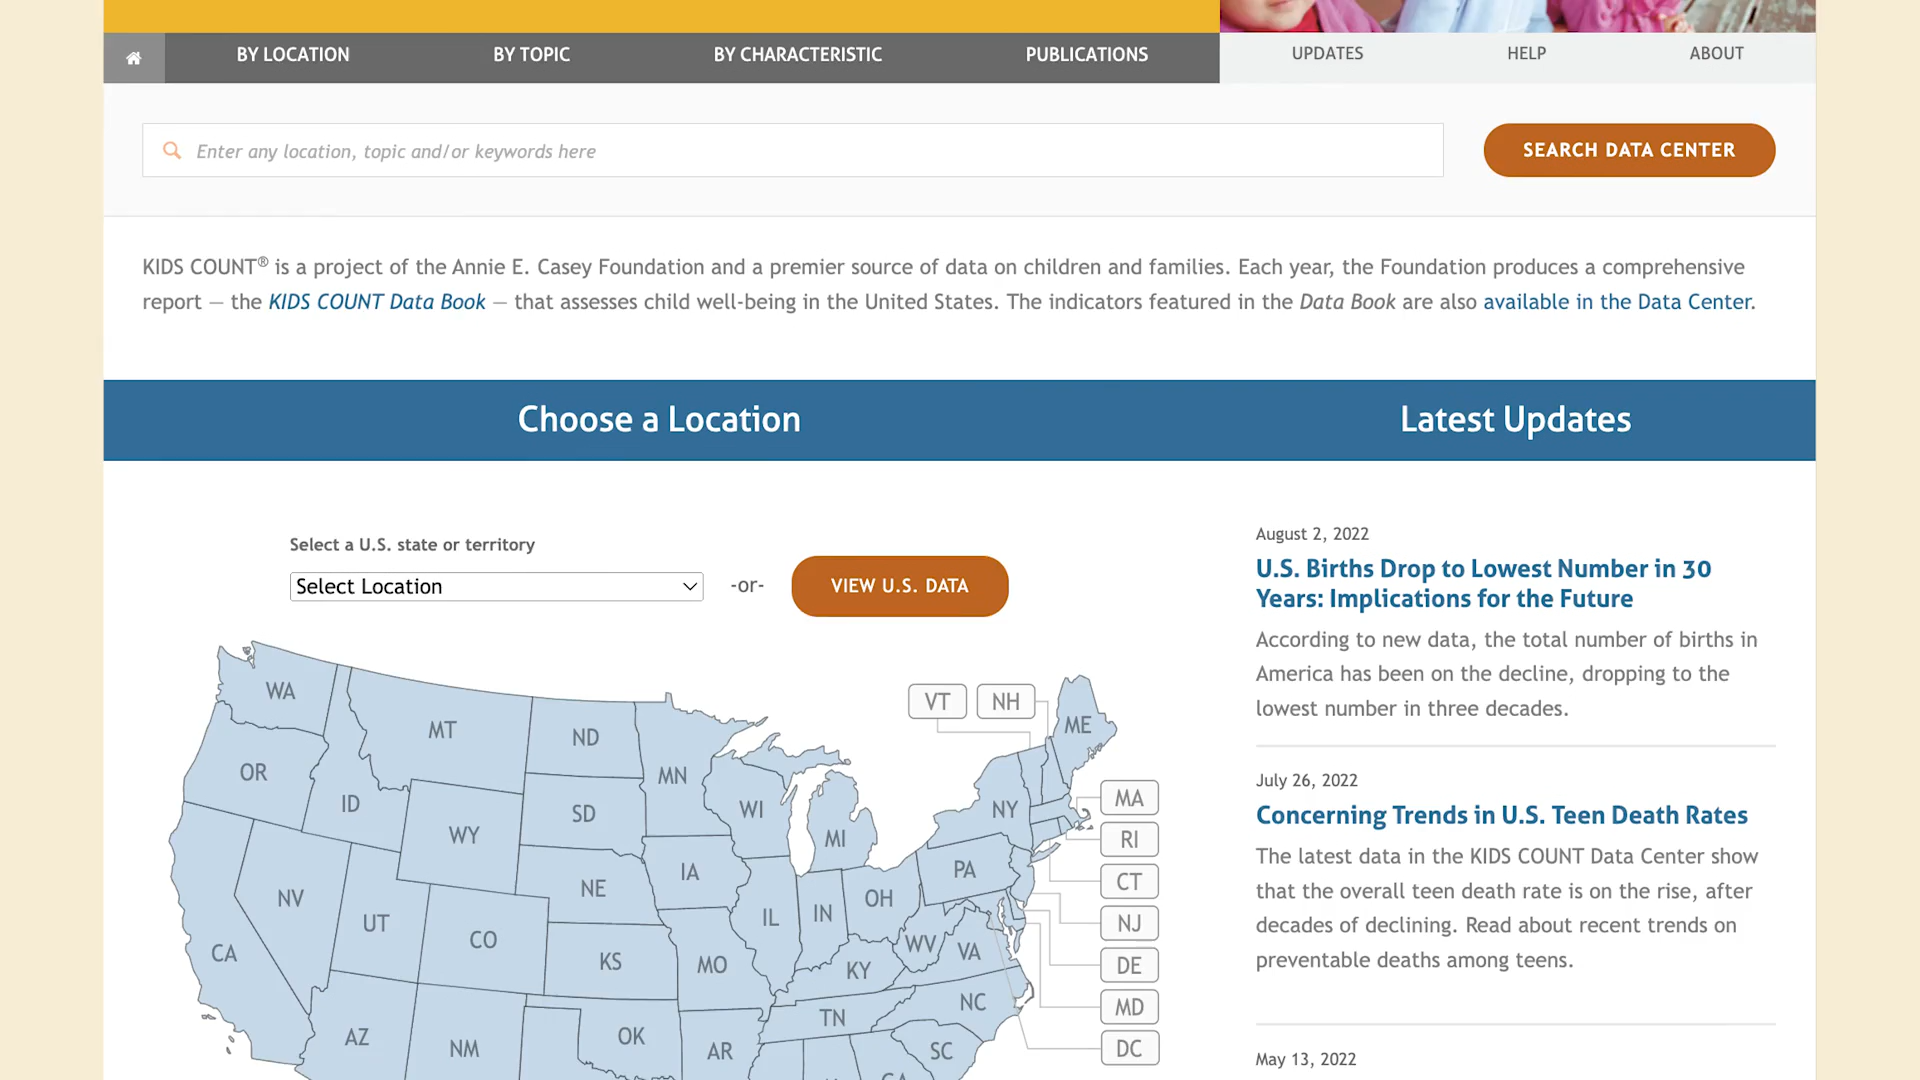 BY LOCATION
BY TOPIC
BY CHARACTERISTIC
PUBLICATIONS
UPDATES
HELP
ABOUT
Enter any location, topic and/or keywords here
SEARCH DATA CENTER
KIDS COUNT® is a project of the Annie E. Casey Foundation and a premier source of data on children and families. Each year, the Foundation produces a comprehensive
report — the KIDS COUNT Data Book — that assesses child well-being in the United States. The indicators featured in the Data Book are also available in the Data Center.
Choose a Location
Select a U.S. state or territory
Select Location
-or-
VIEW U.S. DATA
WA
MT
ND
MN
OR
ID
WY
SD
WI
MI
VT
NH
ME
NY
MA
RI
CT
NJ
DE
MD
DC
NV
UT
CO
NE
IA
IL
IN
OH
PA
CA
KS
MO
KY
WV
VA
AZ
NM
OK
AR
TN
NC
SC
GA
Latest Updates
August 2, 2022
U.S. Births Drop to Lowest Number in 30
Years: Implications for the Future
According to new data, the total number of births in
America has been on the decline, dropping to the
lowest number in three decades.
July 26, 2022
Concerning Trends in U.S. Teen Death Rates
The latest data in the KIDS COUNT Data Center show
that the overall teen death rate is on the rise, after
decades of declining. Read about recent trends on
preventable deaths among teens.
May 13, 2022